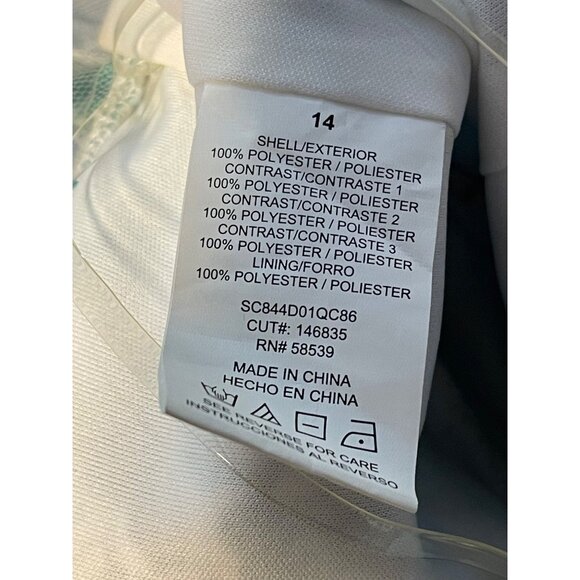 14
SHELL/EXTERIOR
100% POLYESTER / POLIESTER
CONTRAST/CONTRASTE 1
100% POLYESTER / POLIESTER
CONTRAST/CONTRASTE 2
100% POLYESTER / POLIESTER
CONTRAST/CONTRASTE 3
100% POLYESTER / POLIESTER
LINING/FORRO
100% POLYESTER / POLIESTER
SC844D01QC86
CUT#: 146835
RN# 58539
MADE IN CHINA
HECHO EN CHINA
SEE REVERSE FOR CARE
INSTRUCCIONES AL REVERSO